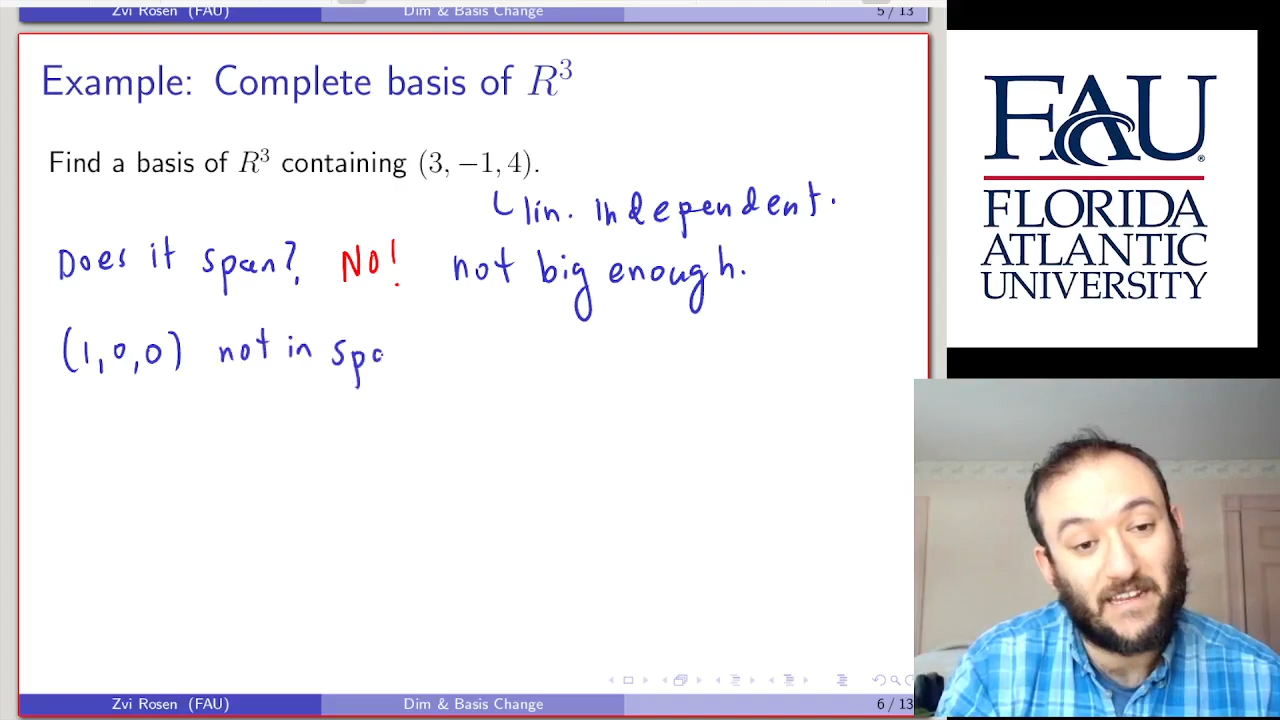 Zvi Rosen (FAU) Dim & Basis Change 5 / 13
Example: Complete basis of R³
Find a basis of R³ containing (3, −1, 4).
lin. independent.
Does it span? NO! not big enough.
(1,0,0) not in spa
Zvi Rosen (FAU) Dim & Basis Change 6 / 13
FAU
FLORIDA
ATLANTIC
UNIVERSITY